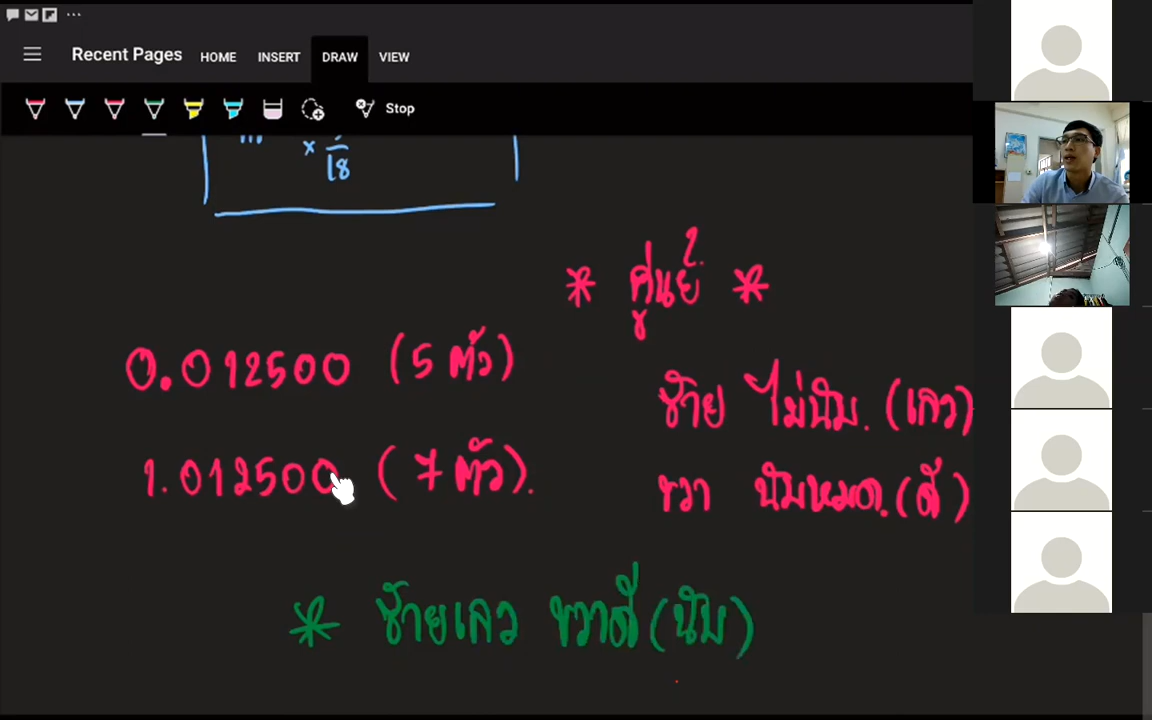 Recent Pages HOME INSERT DRAW VIEW
Stop
× 18
* ศูนย์ *
0.012500 (5 ตัว)
ซ้าย ไม่นับ. (เลว)
1.012500 (7 ตัว).
ขวา นับหมด. (ดี)
* ซ้ายเลว ขวาดี (นับ)